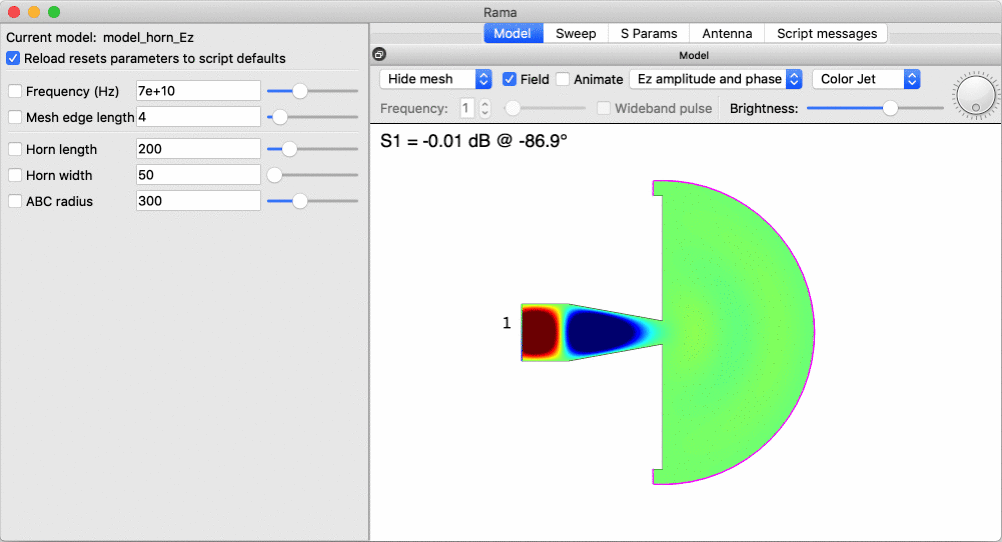 Rama
Current model: model_horn_Ez
Reload resets parameters to script defaults
Frequency (Hz) 7e+10
Mesh edge length 4
Horn length 200
Horn width 50
ABC radius 300
Model Sweep S Params Antenna Script messages
Model
Hide mesh Field Animate Ez amplitude and phase Color Jet
Frequency: 1 Wideband pulse Brightness:
S1 = -0.01 dB @ -86.9°
1